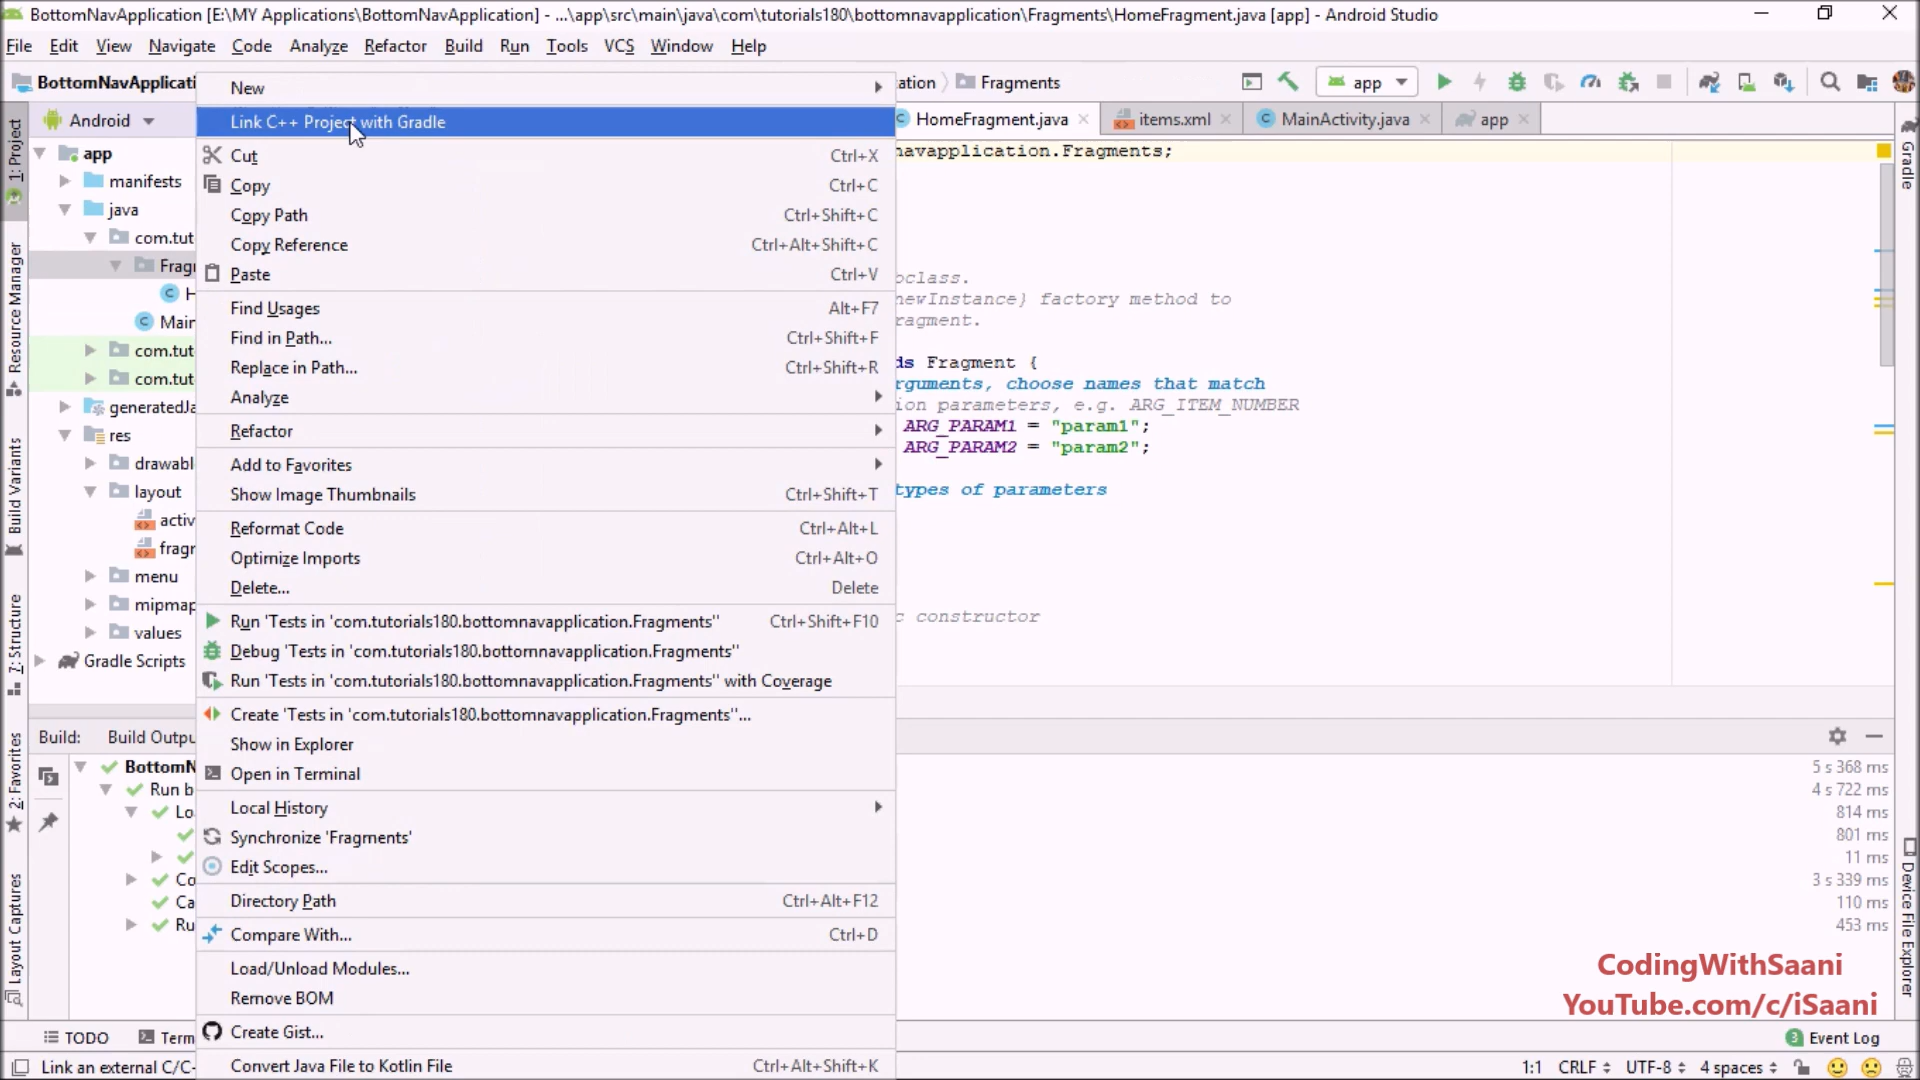 BottomNavApplication [E:\MY Applications\BottomNavApplication] - ...\app\src\main\java\com\tutorials180\bottomnavapplication\Fragments\HomeFragment.java [app] - Android Studio
File Edit View Navigate Code Analyze Refactor Build Run Tools VCS Window Help
BottomNavApplicati
ation
Fragments
app
Android
HomeFragment.java
items.xml
MainActivity.java
app
1: Project
Resource Manager
Build Variants
7: Structure
2: Favorites
Layout Captures
app
manifests
java
com.tut
Frag
H
Main
com.tut
com.tut
generatedJa
res
drawabl
layout
activ
fragr
menu
mipmap
values
Gradle Scripts
New
Link C++ Project with Gradle
Cut Ctrl+X
Copy Ctrl+C
Copy Path Ctrl+Shift+C
Copy Reference Ctrl+Alt+Shift+C
Paste Ctrl+V
Find Usages Alt+F7
Find in Path... Ctrl+Shift+F
Replace in Path... Ctrl+Shift+R
Analyze
Refactor
Add to Favorites
Show Image Thumbnails Ctrl+Shift+T
Reformat Code Ctrl+Alt+L
Optimize Imports Ctrl+Alt+O
Delete... Delete
Run 'Tests in 'com.tutorials180.bottomnavapplication.Fragments'' Ctrl+Shift+F10
Debug 'Tests in 'com.tutorials180.bottomnavapplication.Fragments''
Run 'Tests in 'com.tutorials180.bottomnavapplication.Fragments'' with Coverage
Create 'Tests in 'com.tutorials180.bottomnavapplication.Fragments''...
Show in Explorer
Open in Terminal
Local History
Synchronize 'Fragments'
Edit Scopes...
Directory Path Ctrl+Alt+F12
Compare With... Ctrl+D
Load/Unload Modules...
Remove BOM
Create Gist...
Convert Java File to Kotlin File Ctrl+Alt+Shift+K
navapplication.Fragments;
bclass.
newInstance} factory method to
ragment.
ds Fragment {
rguments, choose names that match
ion parameters, e.g. ARG_ITEM_NUMBER
ARG_PARAM1 = "param1";
ARG_PARAM2 = "param2";
types of parameters
c constructor
Gradle
Device File Explorer
Build: Build Outpu
BottomN 5 s 368 ms
Run b 4 s 722 ms
Lo 814 ms
801 ms
11 ms
Co 3 s 339 ms
Ca 110 ms
Ru 453 ms
CodingWithSaani
YouTube.com/c/iSaani
TODO
Term
3 Event Log
Link an external C/C-
1:1 CRLF UTF-8 4 spaces